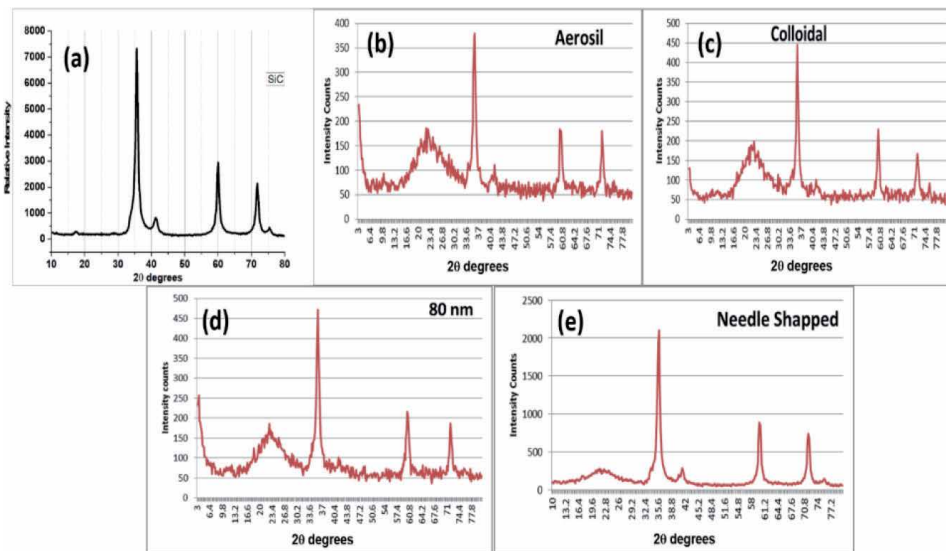 (a)
SiC
Relative Intensity
8000
7000
6000
5000
4000
3000
2000
1000
0
10 20 30 40 50 60 70 80
2θ degrees
(b)
Aerosil
Intensity Counts
400
350
300
250
200
150
100
50
0
3 6.4 9.8 13.2 16.6 20 23.4 26.8 30.2 33.6 37 40.4 43.8 47.2 50.6 54 57.4 60.8 64.2 67.6 71 74.4 77.8
2θ degrees
(c)
Colloidal
Intensity Counts
500
450
400
350
300
250
200
150
100
50
0
3 6.4 9.8 13.2 16.6 20 23.4 26.8 30.2 33.6 37 40.4 43.8 47.2 50.6 54 57.4 60.8 64.2 67.6 71 74.4 77.8
2θ degrees
(d)
80 nm
Intensity counts
500
450
400
350
300
250
200
150
100
50
0
3 6.4 9.8 13.2 16.6 20 23.4 26.8 30.2 33.6 37 40.4 43.8 47.2 50.6 54 57.4 60.8 64.2 67.6 71 74.4 77.8
2θ degrees
(e)
Needle Shapped
Intensity Counts
2500
2000
1500
1000
500
0
10 13.2 16.4 19.6 22.8 26 29.2 32.4 35.6 38.8 42 45.2 48.4 51.6 54.8 58 61.2 64.4 67.6 70.8 74 77.2
2θ degrees